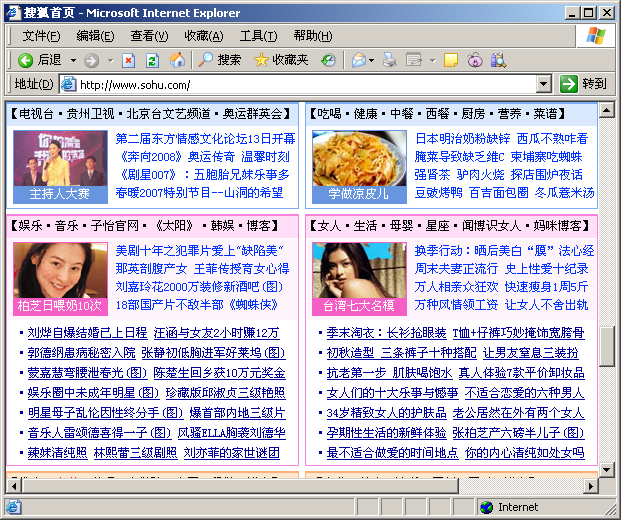 搜狐首页 - Microsoft Internet Explorer
文件(F) 编辑(E) 查看(V) 收藏(A) 工具(T) 帮助(H)
后退 搜索 收藏夹
地址(D) http://www.sohu.com/ 转到
【电视台・贵州卫视・北京台文艺频道・奥运群英会】
第二届东方情感文化论坛13日开幕
《奔向2008》奥运传奇 温馨时刻
《剧星007》：五胞胎兄妹乐事多
主持人大赛 春暖2007特别节目--山洞的希望
【吃喝・健康・中餐・西餐・厨房・营养・菜谱】
日本明治奶粉缺锌 西瓜不熟咋看
腌菜导致缺乏维C 柬埔寨吃蜘蛛
强肾茶 驴肉火烧 探店围炉夜话
学做凉皮儿 豆豉烤鸭 百吉面包圈 冬瓜薏米汤
【娱乐・音乐・子怡官网・《太阳》・韩娱・博客】
美剧十年之犯罪片爱上“缺陷美”
那英剖腹产女 王菲传授育女心得
刘嘉玲花2000万装修新酒吧(图)
柏芝日喂奶10次 18部国产片不敌半部《蜘蛛侠》
刘烨自爆结婚已上日程 汪涵与女友2小时赚12万
郭德纲患病秘密入院 张静初低胸进军好莱坞(图)
蒙嘉慧弯腰泄春光(图) 陈楚生回乡获10万元奖金
娱乐圈中未成年明星(图) 珍藏版邱淑贞三级艳照
明星母子乱伦因性终分手(图) 爆首部内地三级片
音乐人雷颂德喜得一子(图) 风骚ELLA胸袭刘德华
辣妹渚纯照 林熙蕾三级剧照 刘亦菲的家世谜团
【女人・生活・母婴・星座・闻博识女人・妈咪博客】
换季行动：晒后美白“膜”法心经
周末夫妻正流行 史上性爱十纪录
万人相亲众狂欢 快速瘦身1周5斤
台湾七大名模 万种风情领工资 让女人不舍出轨
季末淘衣：长衫抢眼装 T恤+仔裤巧妙掩饰宽胯骨
初秋造型 三条裤子十种搭配 让男友窒息三装扮
抗老第一步 肌肤喝饱水 真人体验7款平价卸妆品
女人们的十大乐事与憾事 不适合恋爱的六种男人
34岁精致女人的护肤品 老公居然在外有两个女人
孕期性生活的新鲜体验 张柏芝产六磅半儿子(图)
最不适合做爱的时间地点 你的内心清纯如处女吗
Internet